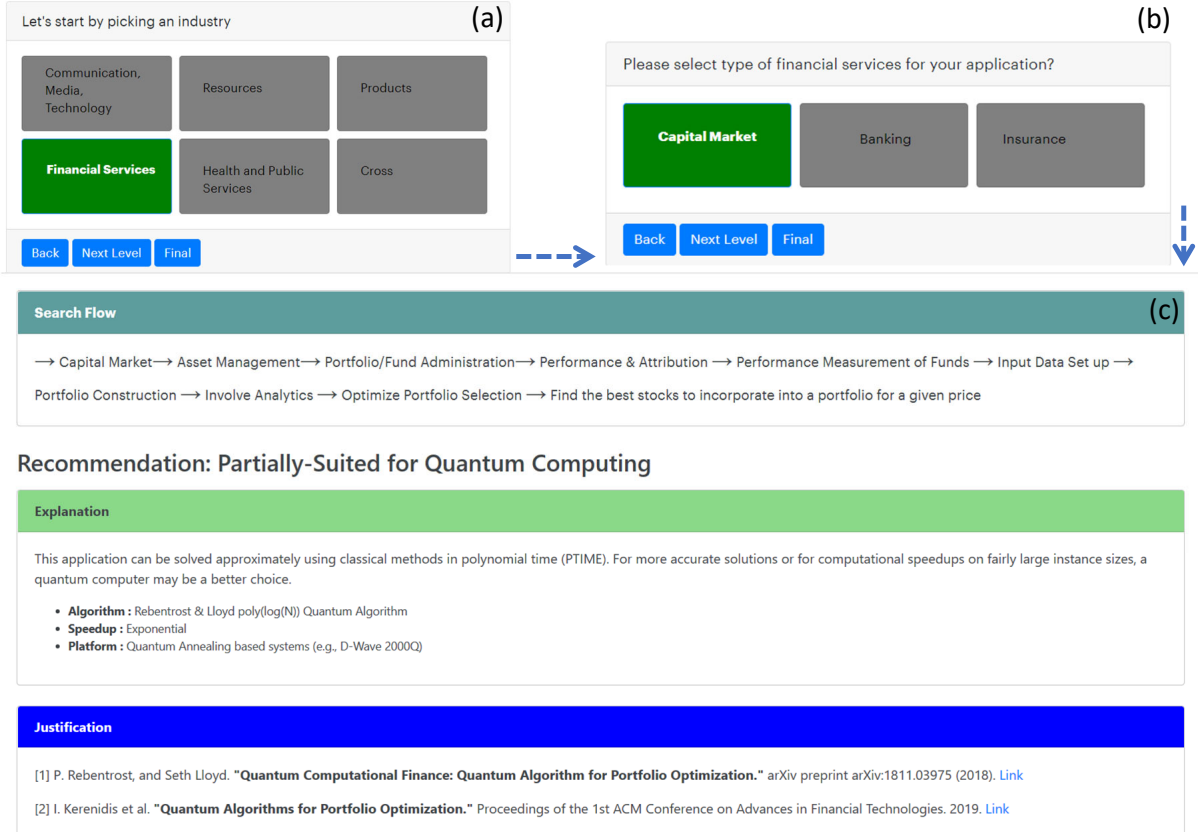 Let's start by picking an industry
(a)
Communication,
Media,
Technology
Resources
Products
Financial Services
Health and Public
Services
Cross
Back
Next Level
Final
(b)
Please select type of financial services for your application?
Capital Market
Banking
Insurance
Back
Next Level
Final
Search Flow
(c)
⟶ Capital Market⟶ Asset Management⟶ Portfolio/Fund Administration⟶ Performance & Attribution ⟶ Performance Measurement of Funds ⟶ Input Data Set up ⟶
Portfolio Construction ⟶ Involve Analytics ⟶ Optimize Portfolio Selection ⟶ Find the best stocks to incorporate into a portfolio for a given price
Recommendation: Partially-Suited for Quantum Computing
Explanation
This application can be solved approximately using classical methods in polynomial time (PTIME). For more accurate solutions or for computational speedups on fairly large instance sizes, a
quantum computer may be a better choice.
• Algorithm : Rebentrost & Lloyd poly(log(N)) Quantum Algorithm
• Speedup : Exponential
• Platform : Quantum Annealing based systems (e.g., D-Wave 2000Q)
Justification
[1] P. Rebentrost, and Seth Lloyd. "Quantum Computational Finance: Quantum Algorithm for Portfolio Optimization." arXiv preprint arXiv:1811.03975 (2018). Link
[2] I. Kerenidis et al. "Quantum Algorithms for Portfolio Optimization." Proceedings of the 1st ACM Conference on Advances in Financial Technologies. 2019. Link